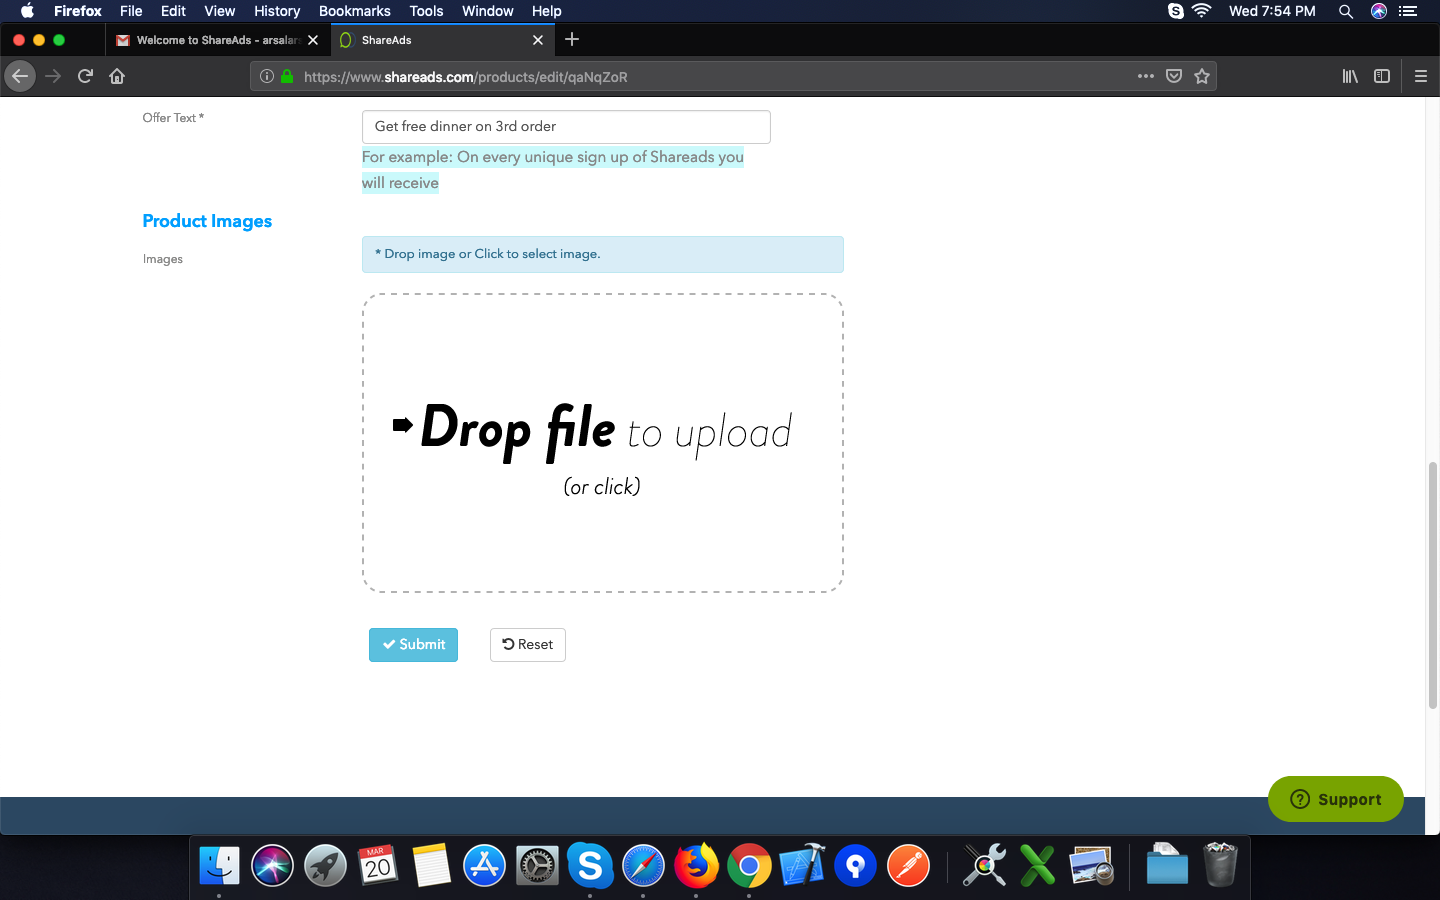 Firefox File Edit View History Bookmarks Tools Window Help
Wed 7:54 PM
Welcome to ShareAds - arsalar
ShareAds
https://www.shareads.com/products/edit/qaNqZoR
Offer Text *
Get free dinner on 3rd order
For example: On every unique sign up of Shareads you
will receive
Product Images
Images
* Drop image or Click to select image.
Drop file to upload
(or click)
Submit
Reset
Support
MAR
20